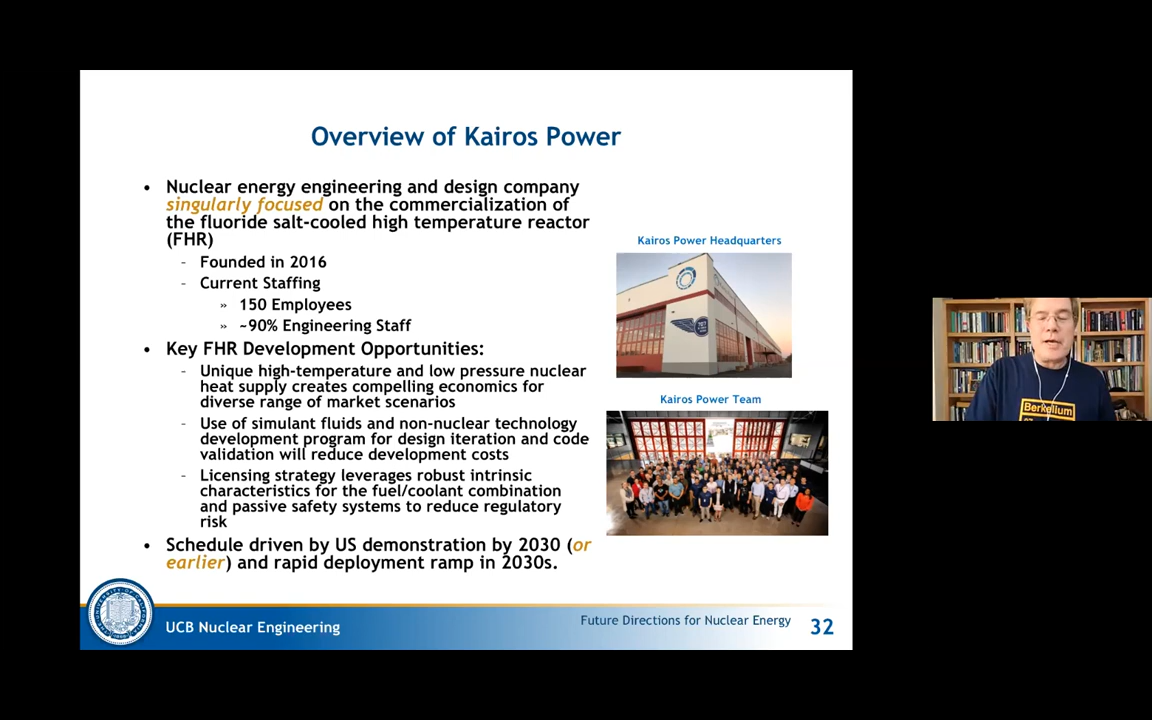 Overview of Kairos Power
• Nuclear energy engineering and design company
singularly focused on the commercialization of
the fluoride salt-cooled high temperature reactor
(FHR)
- Founded in 2016
- Current Staffing
» 150 Employees
» ~90% Engineering Staff
• Key FHR Development Opportunities:
- Unique high-temperature and low pressure nuclear
heat supply creates compelling economics for
diverse range of market scenarios
- Use of simulant fluids and non-nuclear technology
development program for design iteration and code
validation will reduce development costs
- Licensing strategy leverages robust intrinsic
characteristics for the fuel/coolant combination
and passive safety systems to reduce regulatory
risk
• Schedule driven by US demonstration by 2030 (or
earlier) and rapid deployment ramp in 2030s.
Kairos Power Headquarters
Kairos Power Team
Berkelium
UCB Nuclear Engineering
Future Directions for Nuclear Energy
32